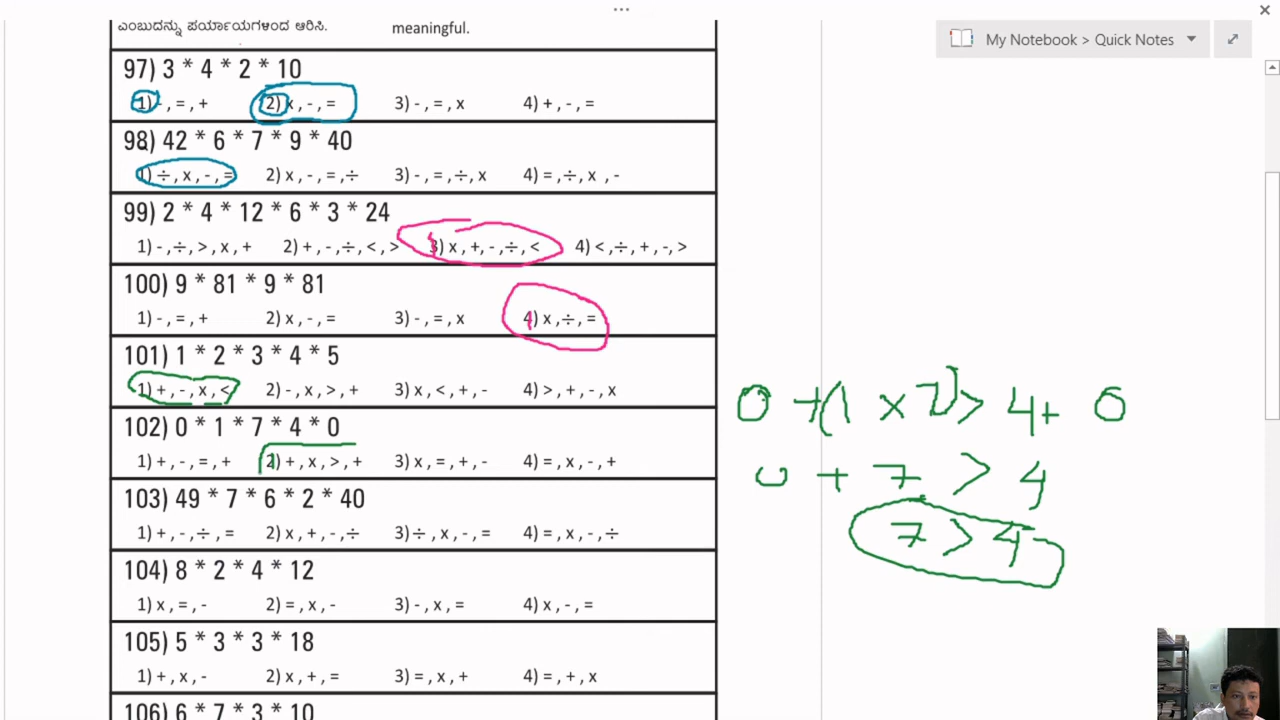 ಎಂಬುದನ್ನು ಪರ್ಯಾಯಗಳಿಂದ ಆರಿಸಿ. meaningful.
My Notebook > Quick Notes
97) 3 * 4 * 2 * 10
1) - , = , + 2) x , - , = 3) - , = , x 4) + , - , =
98) 42 * 6 * 7 * 9 * 40
1) ÷ , x , - , = 2) x , - , = , ÷ 3) - , = , ÷ , x 4) = , ÷ , x , -
99) 2 * 4 * 12 * 6 * 3 * 24
1) - , ÷ , > , x , + 2) + , - , ÷ , < , > 3) x , + , - , ÷ , < 4) < , ÷ , + , - , >
100) 9 * 81 * 9 * 81
1) - , = , + 2) x , - , = 3) - , = , x 4) x , ÷ , =
101) 1 * 2 * 3 * 4 * 5
1) + , - , x , < 2) - , x , > , + 3) x , < , + , - 4) > , + , - , x
102) 0 * 1 * 7 * 4 * 0
1) + , - , = , + 2) + , x , > , + 3) x , = , + , - 4) = , x , - , +
103) 49 * 7 * 6 * 2 * 40
1) + , - , ÷ , = 2) x , + , - , ÷ 3) ÷ , x , - , = 4) = , x , - , ÷
104) 8 * 2 * 4 * 12
1) x , = , - 2) = , x , - 3) - , x , = 4) x , - , =
105) 5 * 3 * 3 * 18
1) + , x , - 2) x , + , = 3) = , x , + 4) = , + , x
106) 6 * 7 * 3 * 10
0 + (1 x 7) > 4 + 0
0 + 7 > 4
7 > 4